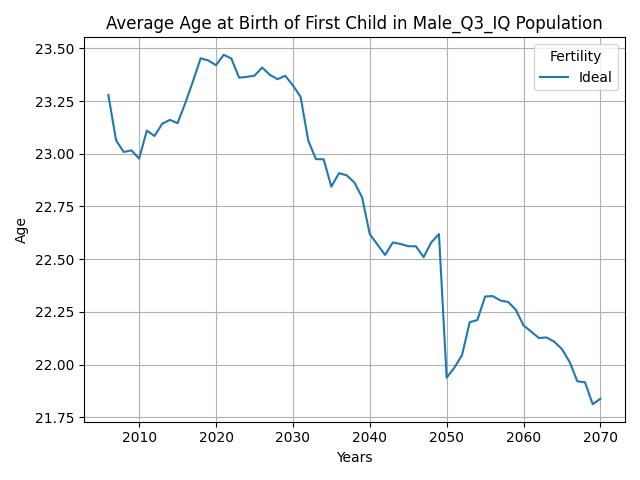 Average Age at Birth of First Child in Male_Q3_IQ Population
Fertility
Ideal
23.50
23.25
23.00
22.75
22.50
22.25
22.00
21.75
Age
2010 2020 2030 2040 2050 2060 2070
Years